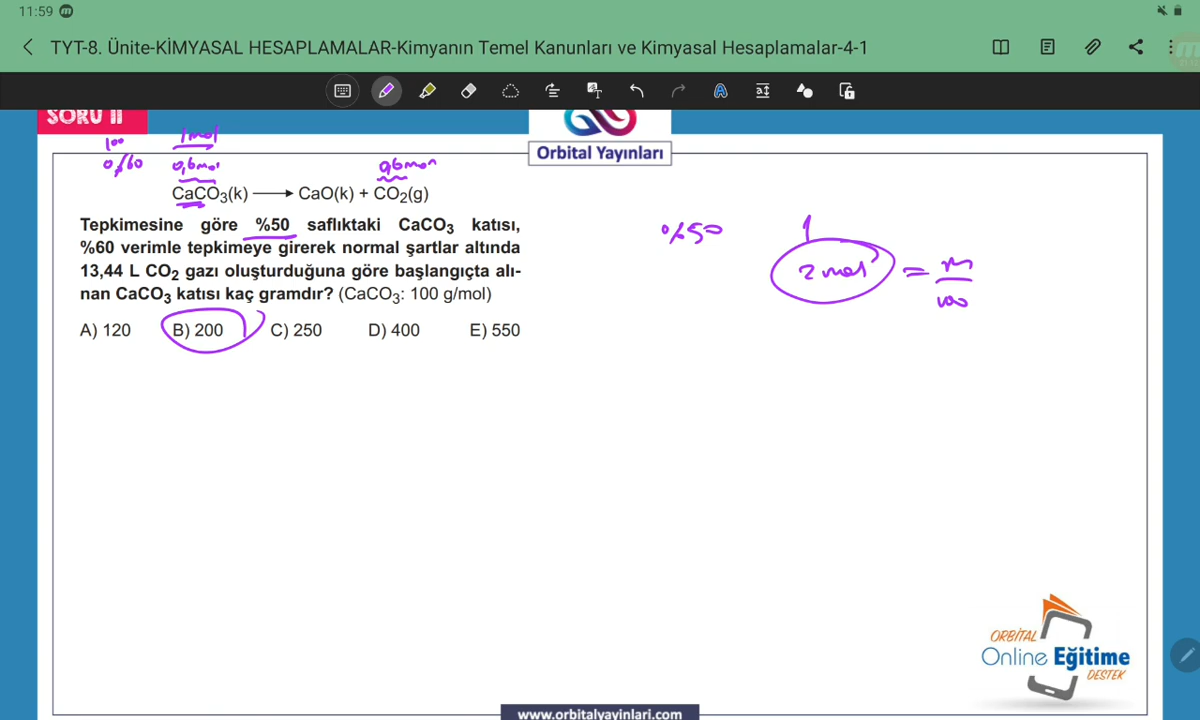 11:59
TYT-8. Ünite-KİMYASAL HESAPLAMALAR-Kimyanın Temel Kanunları ve Kimyasal Hesaplamalar-4-1
SORU 11
Orbital Yayınları
100
1 mol
%60
0,6 mol
0,6 mol
CaCO₃(k) ⟶ CaO(k) + CO₂(g)
Tepkimesine göre %50 saflıktaki CaCO₃ katısı,
%60 verimle tepkimeye girerek normal şartlar altında
13,44 L CO₂ gazı oluşturduğuna göre başlangıçta alı-
nan CaCO₃ katısı kaç gramdır? (CaCO₃: 100 g/mol)
A) 120 B) 200 C) 250 D) 400 E) 550
%50
1
2 mol = m
100
ORBİTAL
Online Eğitime
DESTEK
www.orbitalyayinlari.com